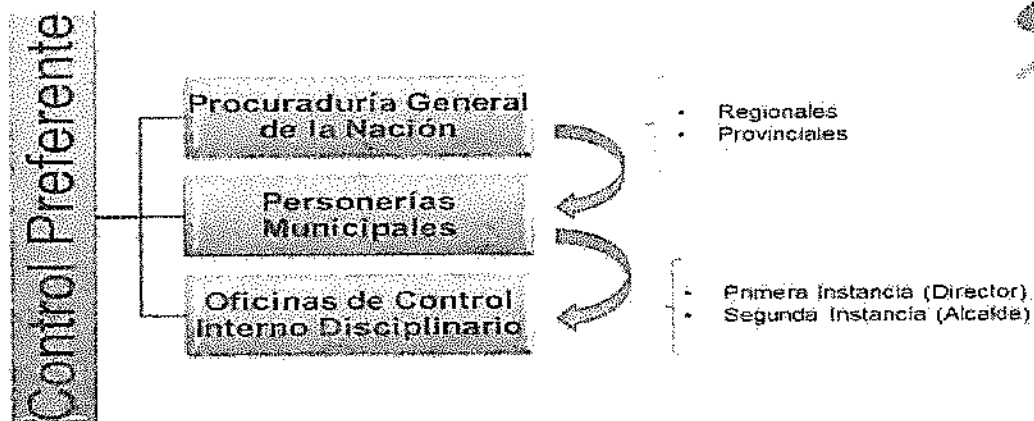 Control Preferente
Procuraduría General
de la Nación
• Regionales
• Provinciales
Personerías
Municipales
Oficinas de Control
Interno Disciplinario
• Primera Instancia (Director)
• Segunda Instancia (Alcalde)